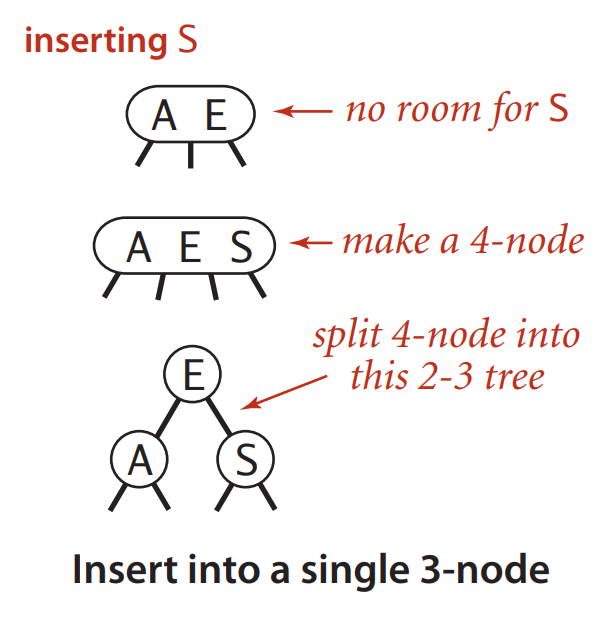 inserting S
A E
no room for S
A E S
make a 4-node
split 4-node into
this 2-3 tree
E
A S
Insert into a single 3-node